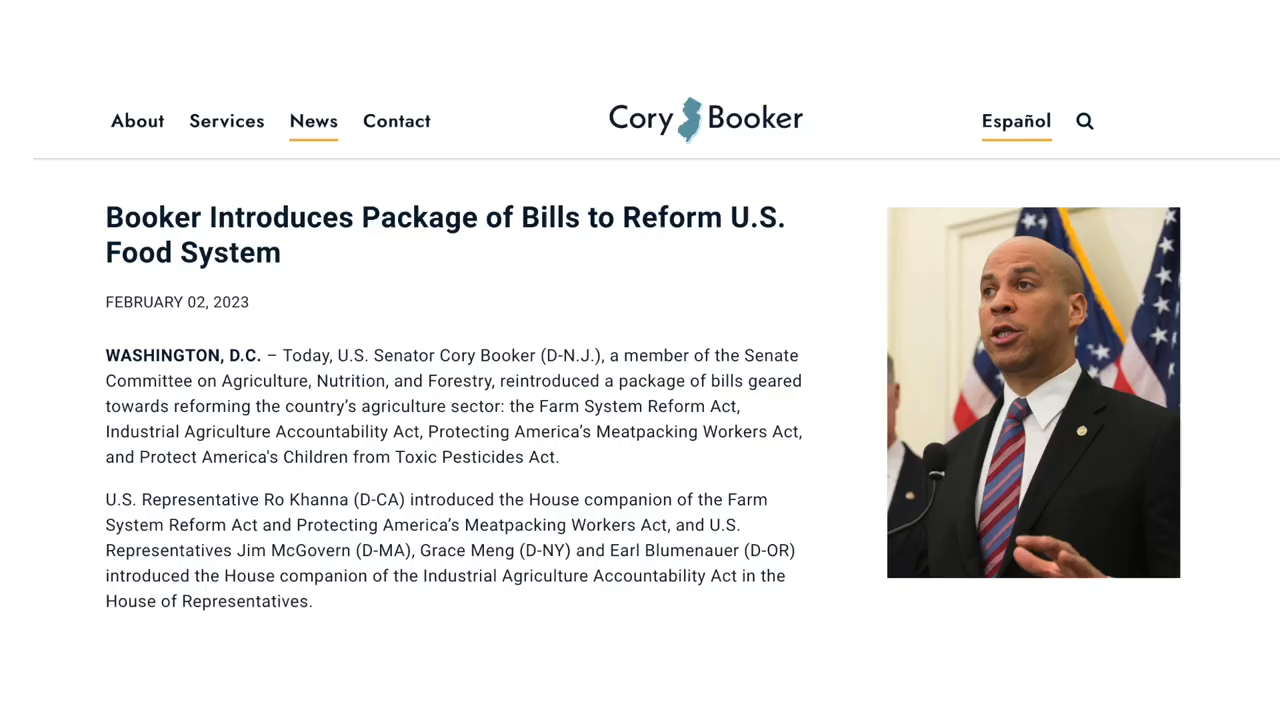 About Services News Contact Cory Booker Español
Booker Introduces Package of Bills to Reform U.S.
Food System
FEBRUARY 02, 2023
WASHINGTON, D.C. – Today, U.S. Senator Cory Booker (D-N.J.), a member of the Senate
Committee on Agriculture, Nutrition, and Forestry, reintroduced a package of bills geared
towards reforming the country’s agriculture sector: the Farm System Reform Act,
Industrial Agriculture Accountability Act, Protecting America’s Meatpacking Workers Act,
and Protect America's Children from Toxic Pesticides Act.
U.S. Representative Ro Khanna (D-CA) introduced the House companion of the Farm
System Reform Act and Protecting America’s Meatpacking Workers Act, and U.S.
Representatives Jim McGovern (D-MA), Grace Meng (D-NY) and Earl Blumenauer (D-OR)
introduced the House companion of the Industrial Agriculture Accountability Act in the
House of Representatives.